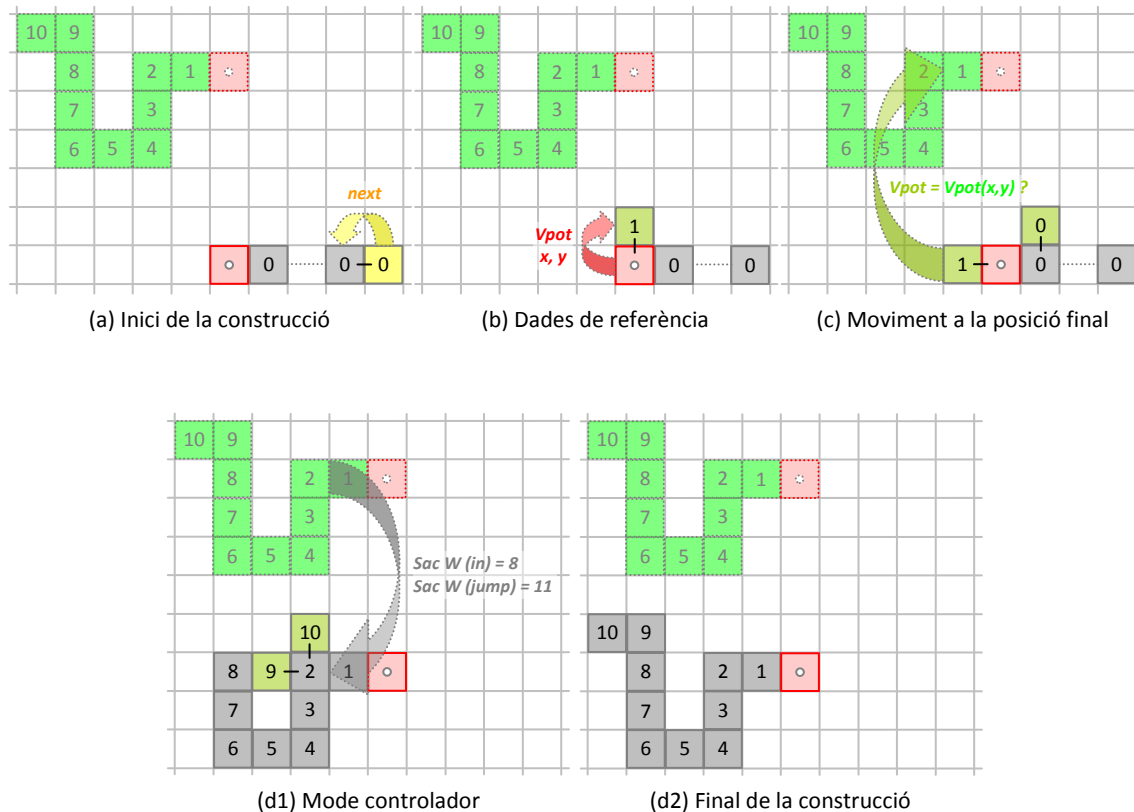 10 9
8 2 1
7 3
6 5 4
next
0 0 0
(a) Inici de la construcció
10 9
8 2 1
7 3
6 5 4
Vpot
x, y
1
0 0
(b) Dades de referència
10 9
8 2 1
7 3
6 5 4
Vpot = Vpot(x,y) ?
0
1 0 0
(c) Moviment a la posició final
10 9
8 2 1
7 3
6 5 4
Sac W (in) = 8
Sac W (jump) = 11
10
8 9 2 1
7 3
6 5 4
(d1) Mode controlador
10 9
8 2 1
7 3
6 5 4
10 9
8 2 1
7 3
6 5 4
(d2) Final de la construcció